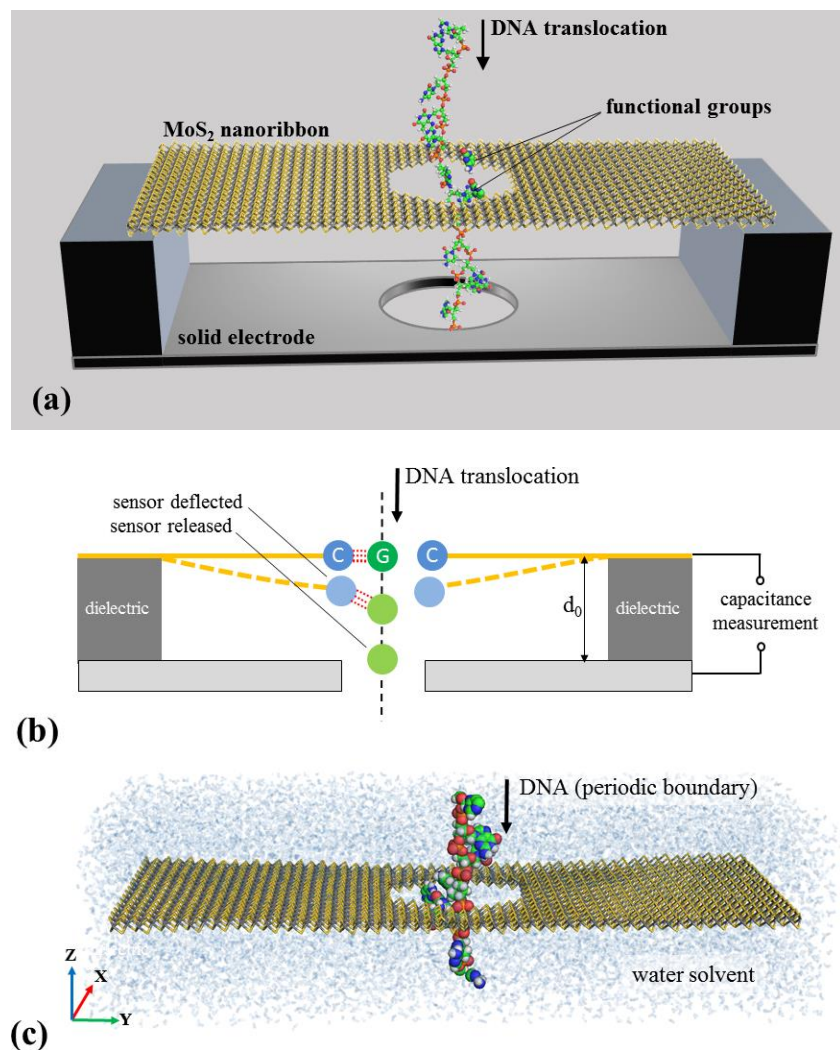 DNA translocation
functional groups
MoS₂ nanoribbon
solid electrode
(a)
DNA translocation
sensor deflected
sensor released
C
G
C
dielectric
d₀
dielectric
capacitance
measurement
(b)
DNA (periodic boundary)
water solvent
Z
X
Y
(c)